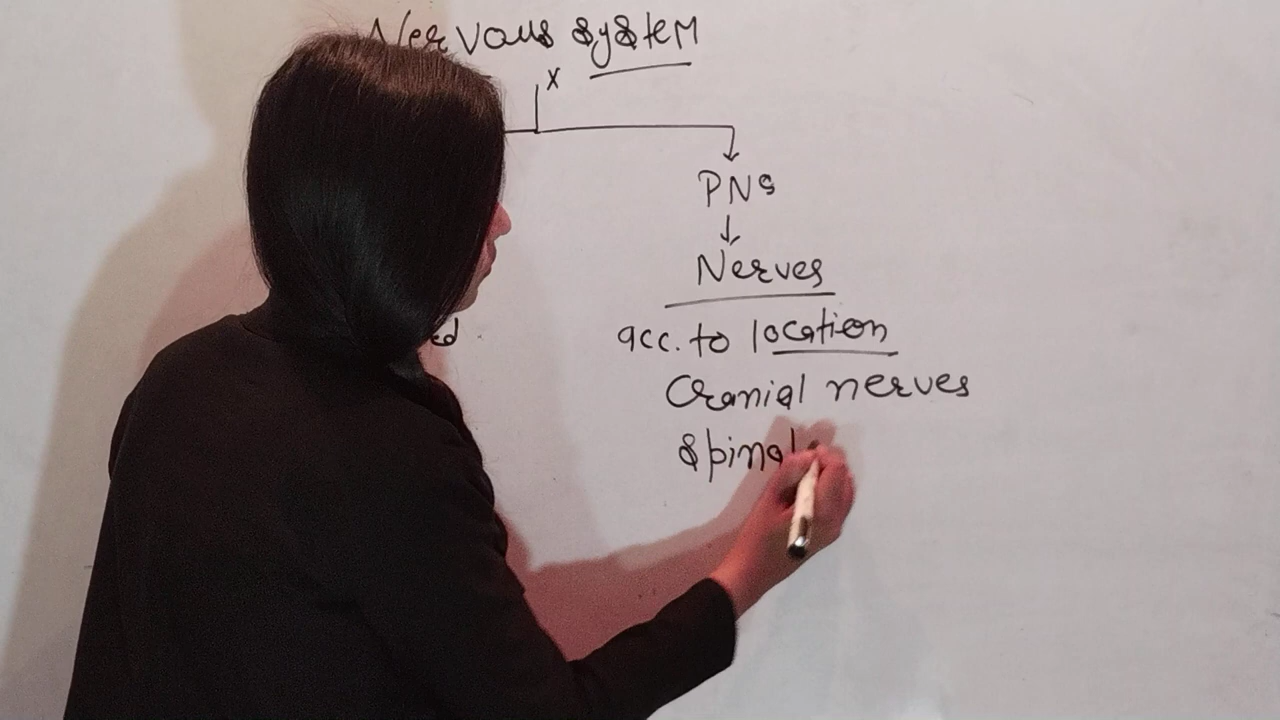 Nervous system
x
PNS
Nerves
acc. to location
Cranial nerves
Spinal